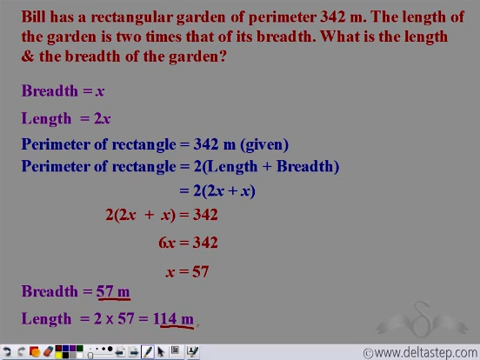 Bill has a rectangular garden of perimeter 342 m. The length of
the garden is two times that of its breadth. What is the length
& the breadth of the garden?
Breadth = x
Length = 2x
Perimeter of rectangle = 342 m (given)
Perimeter of rectangle = 2(Length + Breadth)
= 2(2x + x)
2(2x + x) = 342
6x = 342
x = 57
Breadth = 57 m
Length = 2 x 57 = 114 m
©www.deltastep.com